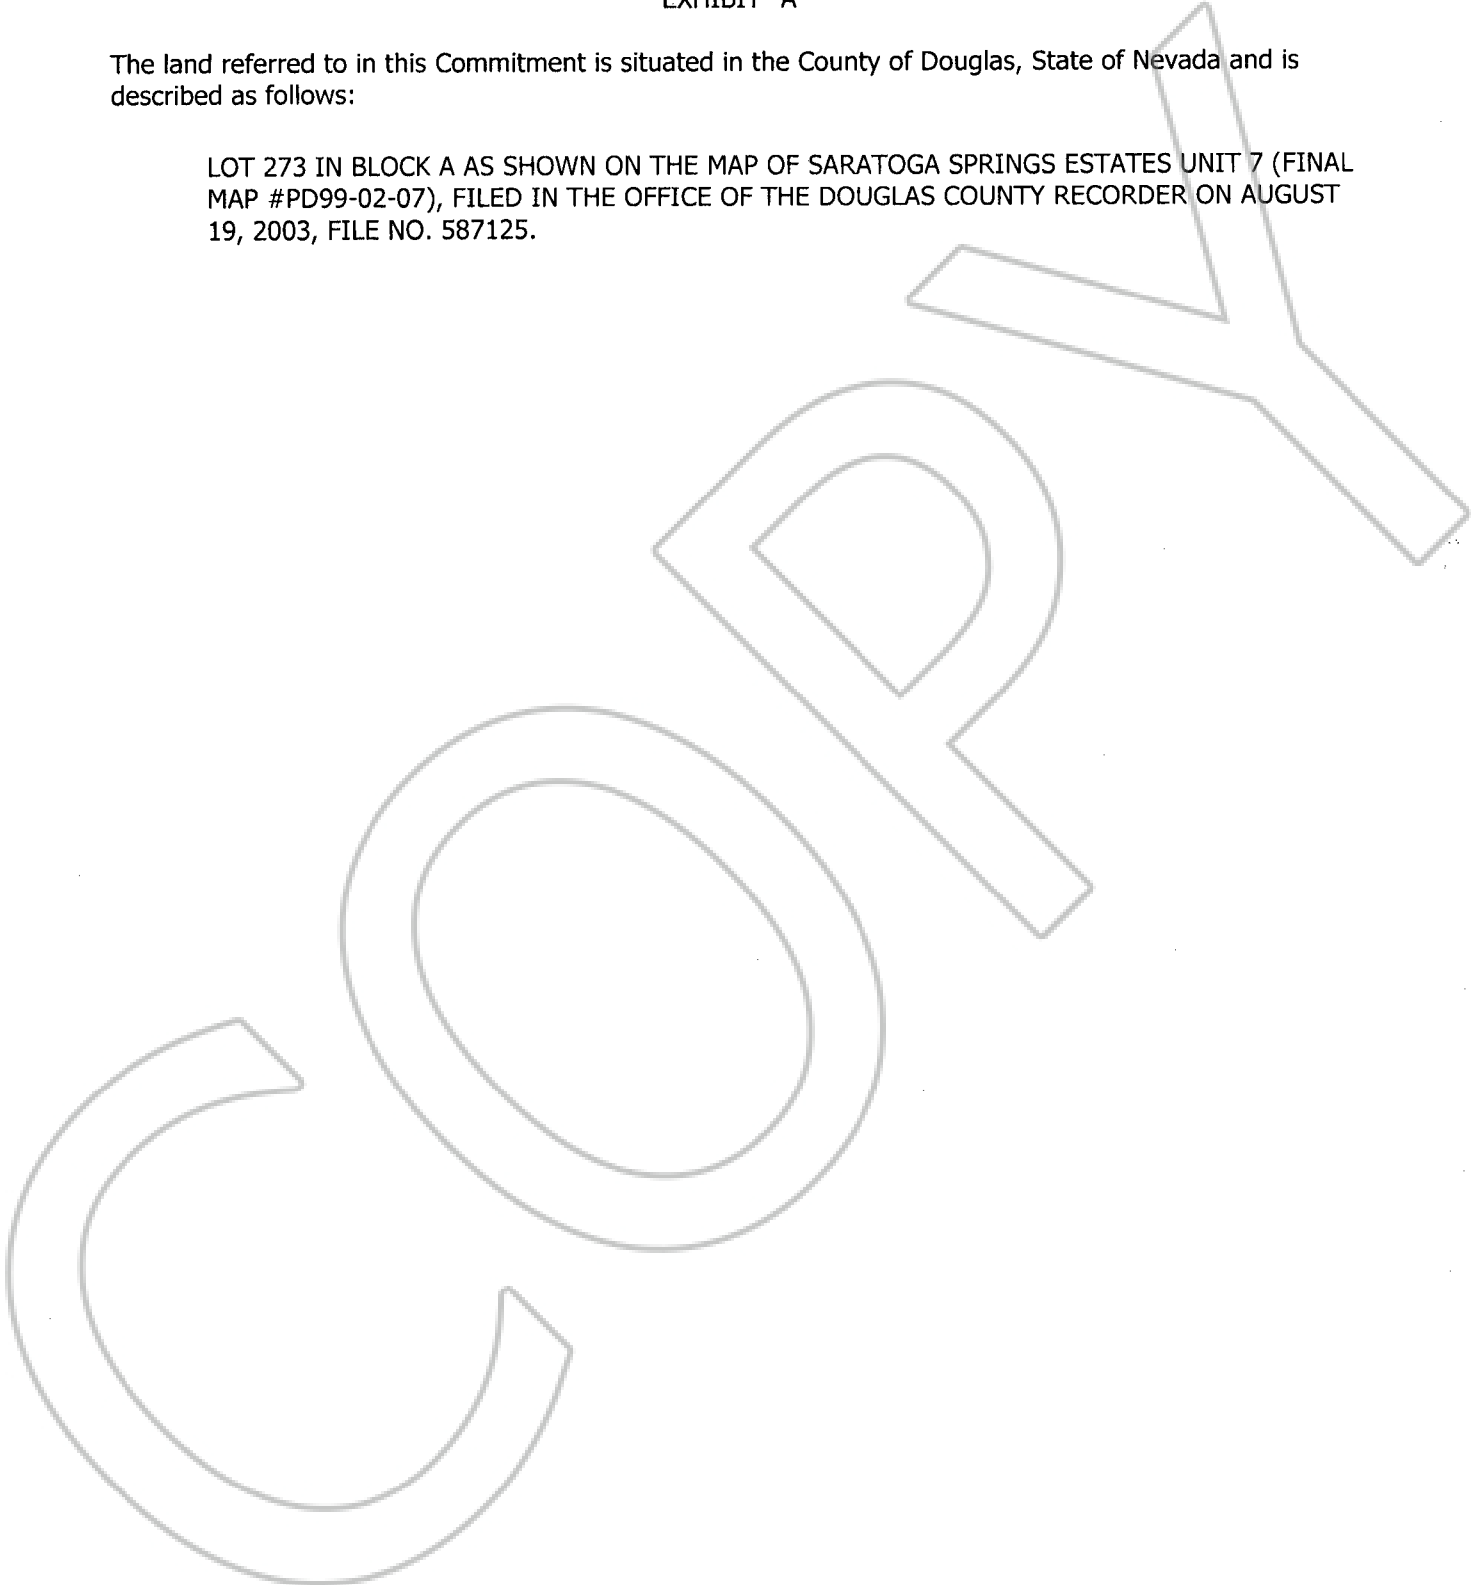 EXHIBIT "A"
The land referred to in this Commitment is situated in the County of Douglas, State of Nevada and is
described as follows:
LOT 273 IN BLOCK A AS SHOWN ON THE MAP OF SARATOGA SPRINGS ESTATES UNIT 7 (FINAL
MAP #PD99-02-07), FILED IN THE OFFICE OF THE DOUGLAS COUNTY RECORDER ON AUGUST
19, 2003, FILE NO. 587125.
COPY